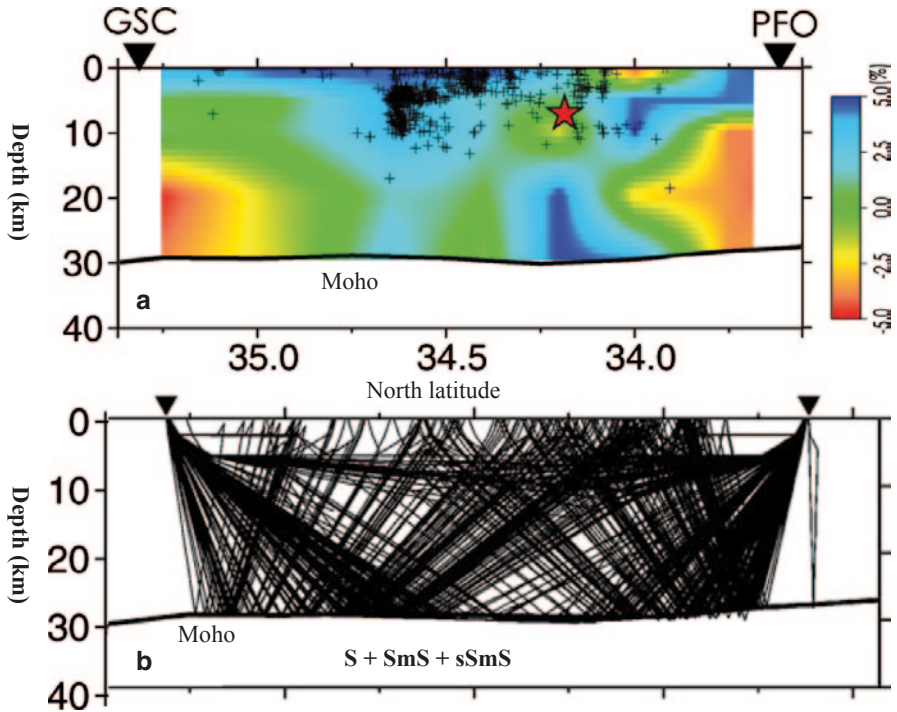 GSC PFO
0
10
20
30
40
Depth (km)
Moho
a
5.0(%)
2.5
0.0
-2.5
-5.0
35.0 34.5 34.0
North latitude
0
10
20
30
40
Depth (km)
Moho
b
S + SmS + sSmS